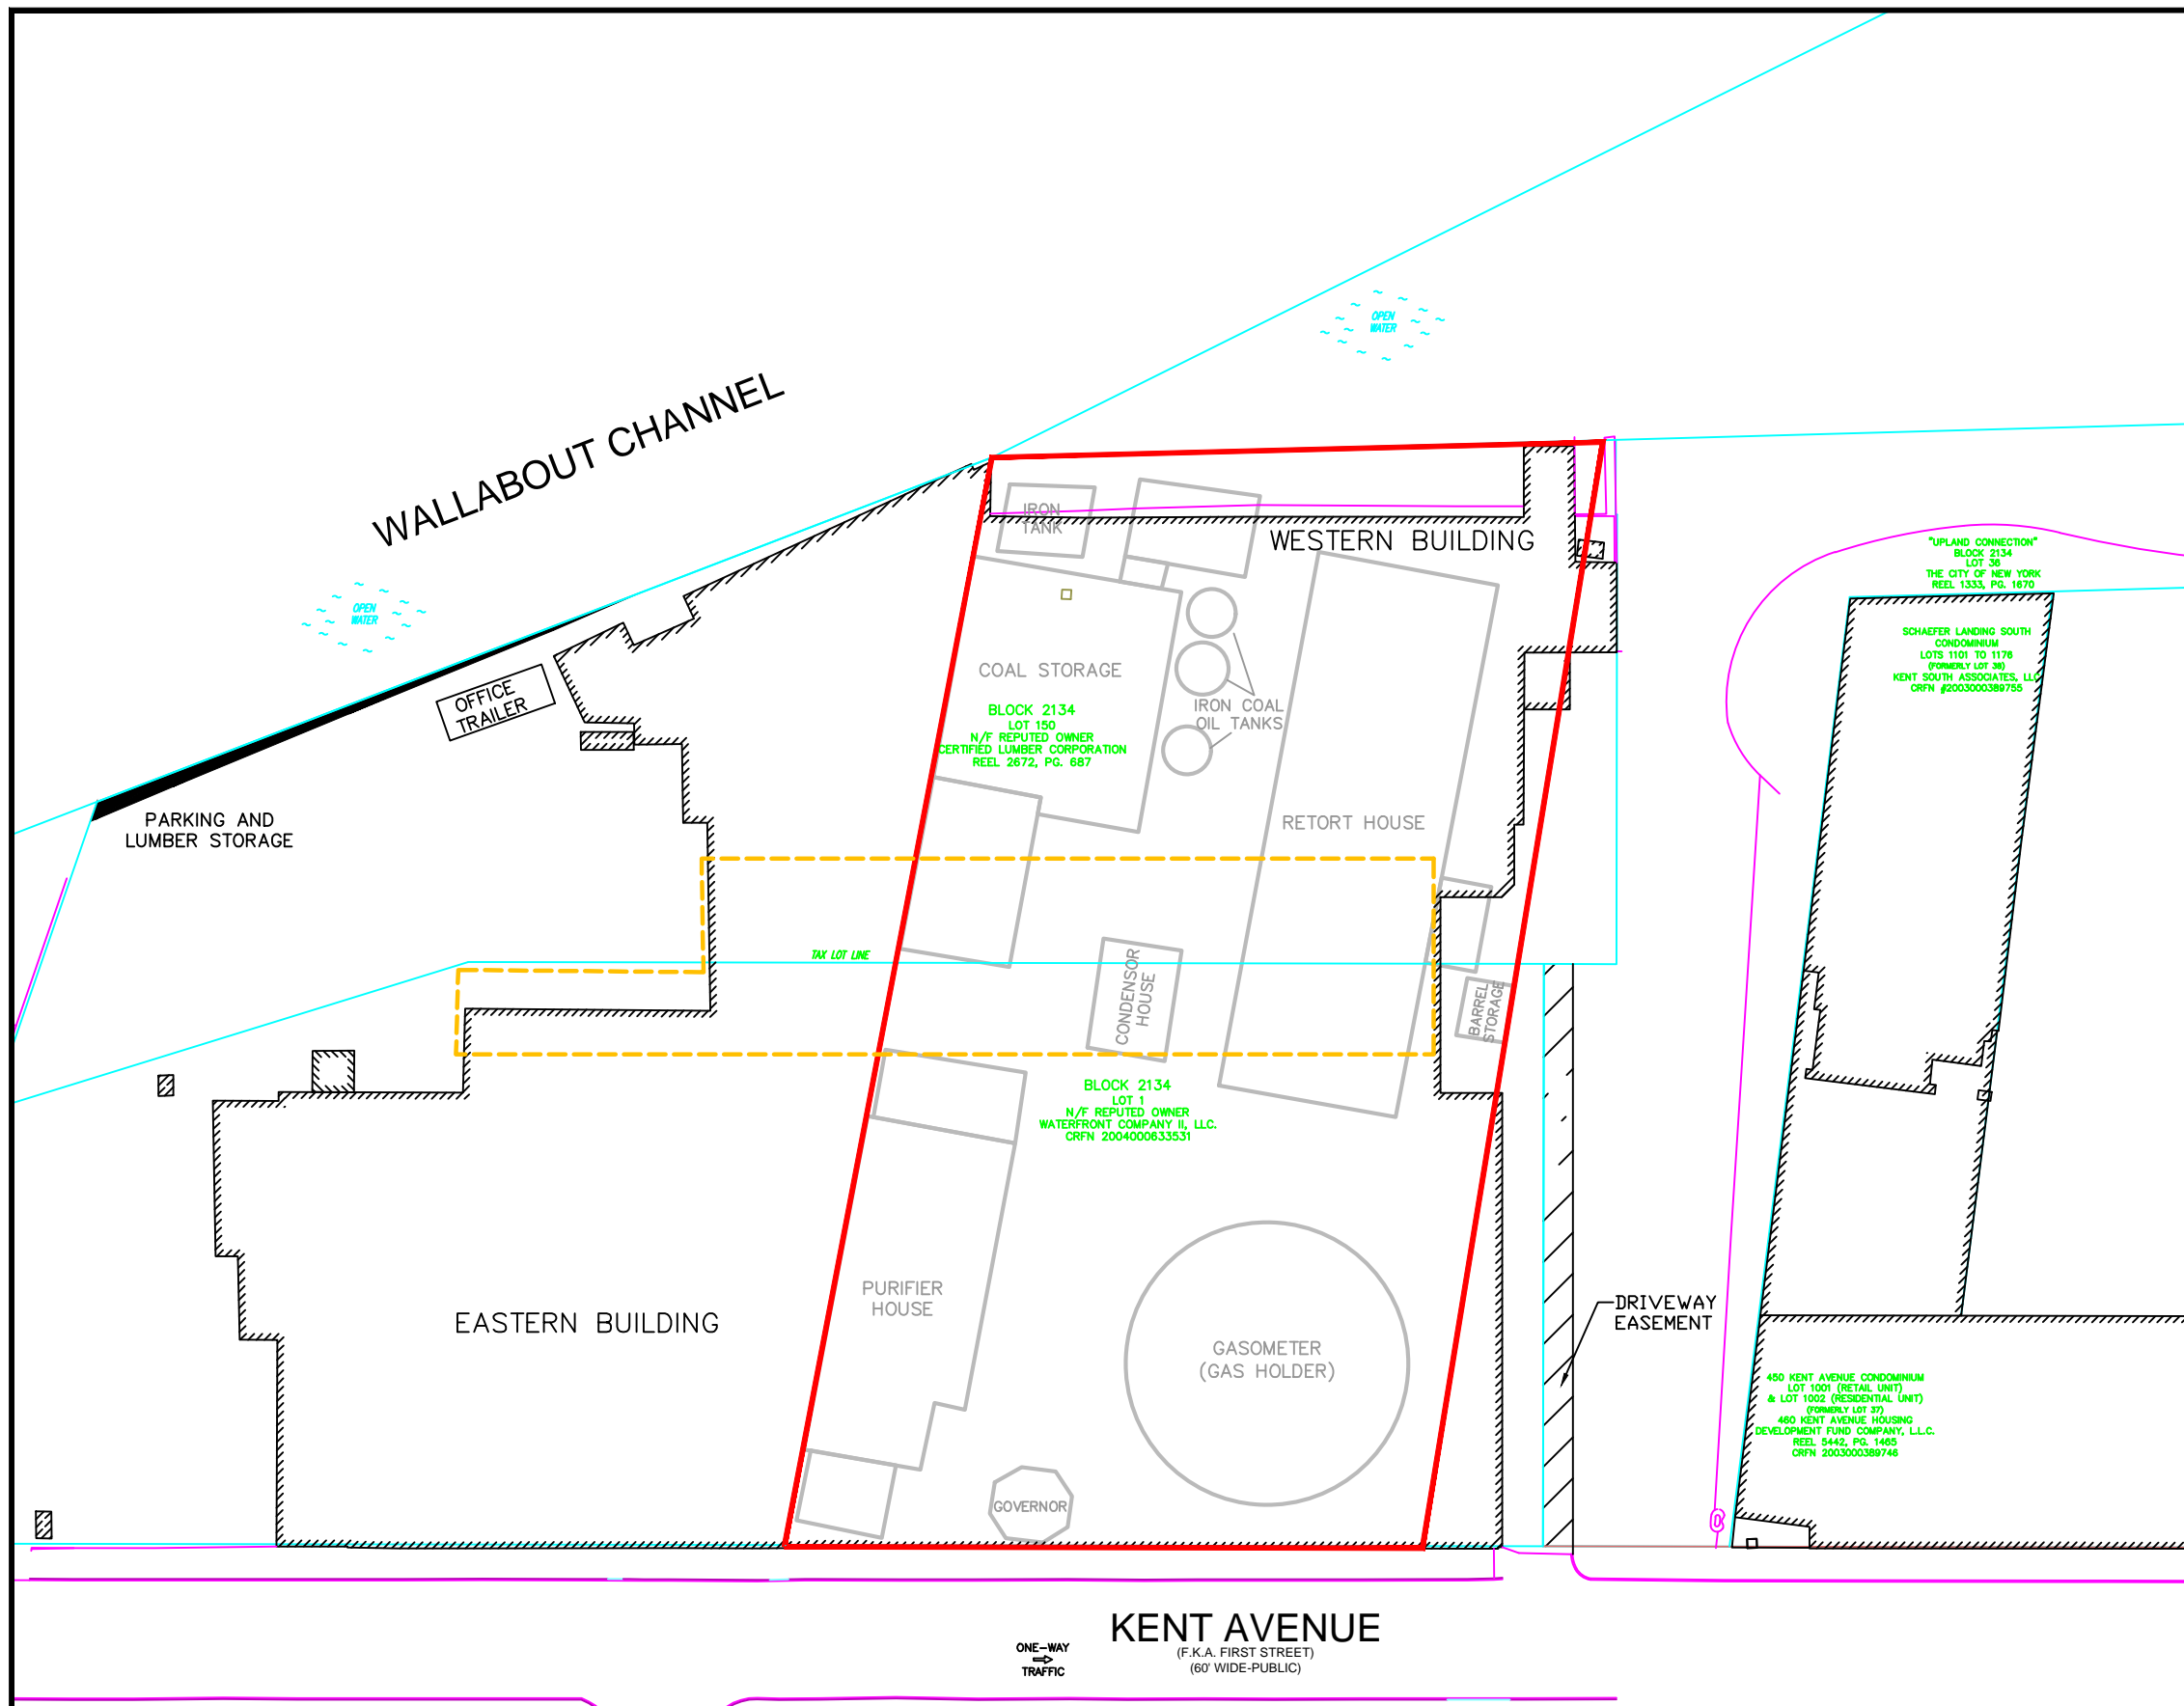 OPEN
WATER
WALLABOUT CHANNEL
IRON
TANK
WESTERN BUILDING
"UPLAND CONNECTION"
BLOCK 2134
LOT 36
THE CITY OF NEW YORK
REEL 1333, PG. 1670
OPEN
WATER
SCHAEFER LANDING SOUTH
CONDOMINIUM
LOTS 1101 TO 1176
(FORMERLY LOT 38)
KENT SOUTH ASSOCIATES, LLC
CRFN #2003000389755
OFFICE
TRAILER
COAL STORAGE
BLOCK 2134
LOT 150
N/F REPUTED OWNER
CERTIFIED LUMBER CORPORATION
REEL 2672, PG. 687
IRON COAL
OIL TANKS
PARKING AND
LUMBER STORAGE
RETORT HOUSE
TAX LOT LINE
CONDENSOR
HOUSE
BARREL
STORAGE
BLOCK 2134
LOT 1
N/F REPUTED OWNER
WATERFRONT COMPANY II, LLC.
CRFN 2004000633531
PURIFIER
HOUSE
EASTERN BUILDING
GASOMETER
(GAS HOLDER)
DRIVEWAY
EASEMENT
450 KENT AVENUE CONDOMINIUM
LOT 1001 (RETAIL UNIT)
& LOT 1002 (RESIDENTIAL UNIT)
(FORMERLY LOT 37)
460 KENT AVENUE HOUSING
DEVELOPMENT FUND COMPANY, L.L.C.
REEL 5442, PG. 1465
CRFN 2003000389746
GOVERNOR
KENT AVENUE
(F.K.A. FIRST STREET)
(60' WIDE-PUBLIC)
ONE-WAY
TRAFFIC